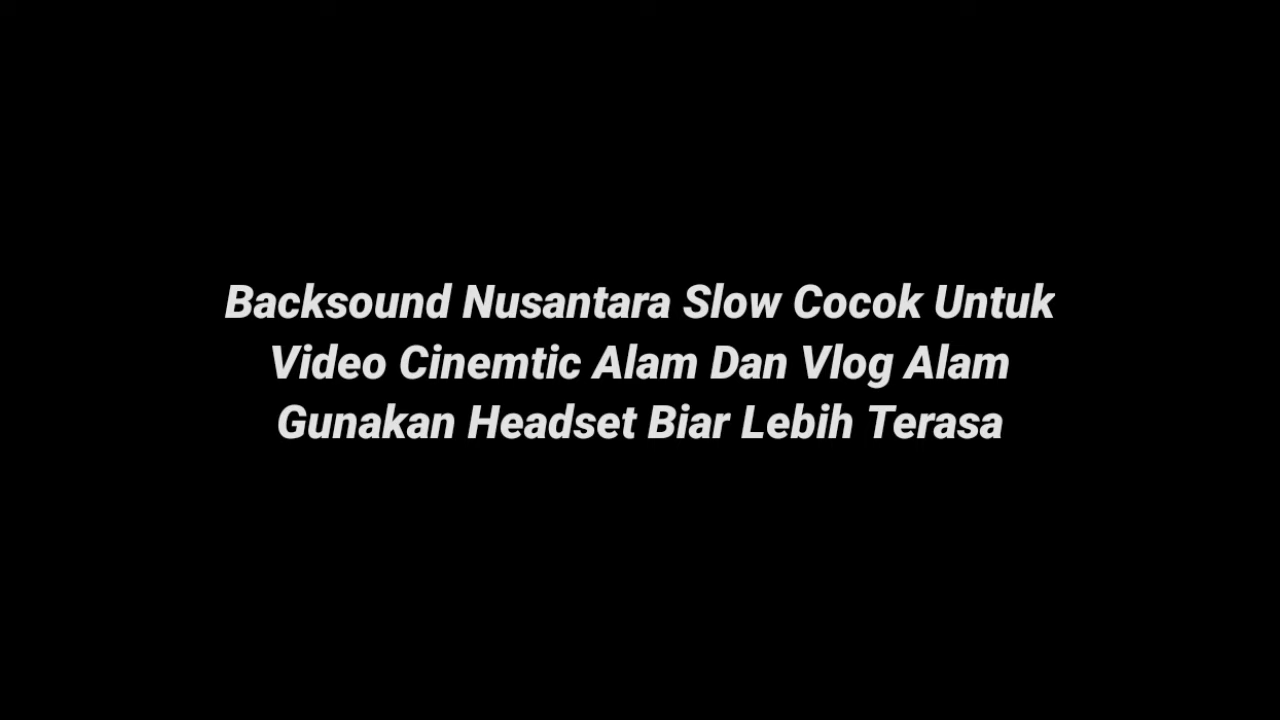 Backsound Nusantara Slow Cocok Untuk
Video Cinemtic Alam Dan Vlog Alam
Gunakan Headset Biar Lebih Terasa